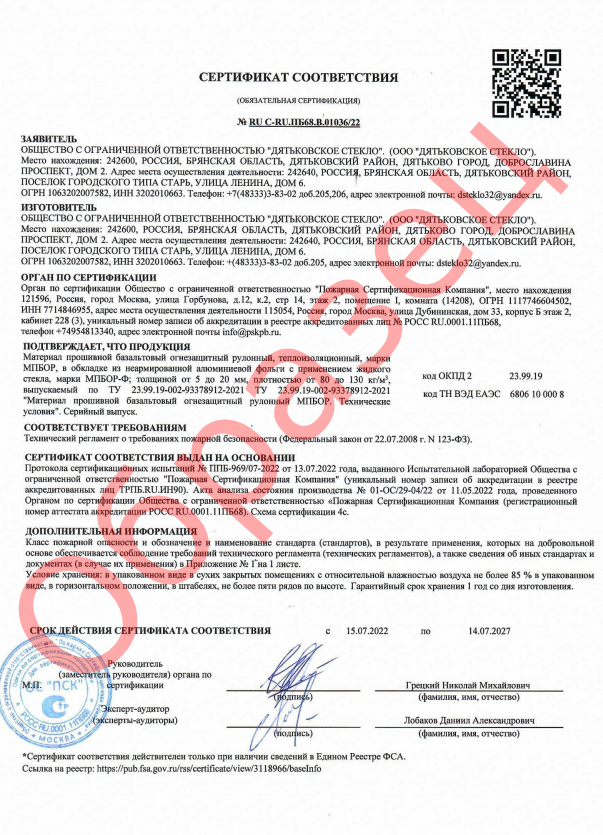 СЕРТИФИКАТ СООТВЕТСТВИЯ
(ОБЯЗАТЕЛЬНАЯ СЕРТИФИКАЦИЯ)
№ RU C-RU.ПБ68.В.01036/22
ЗАЯВИТЕЛЬ
ОБЩЕСТВО С ОГРАНИЧЕННОЙ ОТВЕТСТВЕННОСТЬЮ "ДЯТЬКОВСКОЕ СТЕКЛО". (ООО "ДЯТЬКОВСКОЕ СТЕКЛО").
Место нахождения: 242600, РОССИЯ, БРЯНСКАЯ ОБЛАСТЬ, ДЯТЬКОВСКИЙ РАЙОН, ДЯТЬКОВО ГОРОД, ДОБРОСЛАВИНА
ПРОСПЕКТ, ДОМ 2. Адрес места осуществления деятельности: 242640, РОССИЯ, БРЯНСКАЯ ОБЛАСТЬ, ДЯТЬКОВСКИЙ РАЙОН,
ПОСЕЛОК ГОРОДСКОГО ТИПА СТАРЬ, УЛИЦА ЛЕНИНА, ДОМ 6.
ОГРН 1063202007582, ИНН 3202010663. Телефон: +7(48333)3-83-02 доб.205,206, адрес электронной почты: dsteklo32@yandex.ru.
ИЗГОТОВИТЕЛЬ
ОБЩЕСТВО С ОГРАНИЧЕННОЙ ОТВЕТСТВЕННОСТЬЮ "ДЯТЬКОВСКОЕ СТЕКЛО". (ООО "ДЯТЬКОВСКОЕ СТЕКЛО").
Место нахождения: 242600, РОССИЯ, БРЯНСКАЯ ОБЛАСТЬ, ДЯТЬКОВСКИЙ РАЙОН, ДЯТЬКОВО ГОРОД, ДОБРОСЛАВИНА
ПРОСПЕКТ, ДОМ 2. Адрес места осуществления деятельности: 242640, РОССИЯ, БРЯНСКАЯ ОБЛАСТЬ, ДЯТЬКОВСКИЙ РАЙОН,
ПОСЕЛОК ГОРОДСКОГО ТИПА СТАРЬ, УЛИЦА ЛЕНИНА, ДОМ 6.
ОГРН 1063202007582, ИНН 3202010663. Телефон: +(48333)3-83-02 доб.205, адрес электронной почты: dsteklo32@yandex.ru.
ОРГАН ПО СЕРТИФИКАЦИИ
Орган по сертификации Общество с ограниченной ответственностью "Пожарная Сертификационная Компания", место нахождения
121596, Россия, город Москва, улица Горбунова, д.12, к.2, стр 14, этаж 2, помещение I, комната (14208), ОГРН 1117746604502,
ИНН 7714846955, адрес места осуществления деятельности 115054, Россия, город Москва, улица Дубининская, дом 33, корпус Б этаж 2,
кабинет 228 (3), уникальный номер записи об аккредитации в реестре аккредитованных лиц № РОСС RU.0001.11ПБ68,
телефон +74954813340, адрес электронной почты info@pskpb.ru.
ПОДТВЕРЖДАЕТ, ЧТО ПРОДУКЦИЯ
Материал прошивной базальтовый огнезащитный рулонный, теплоизоляционный, марки
МПБОР, в обкладке из неармированной алюминиевой фольги с применением жидкого
стекла, марки МПБОР-Ф; толщиной от 5 до 20 мм, плотностью от 80 до 130 кг/м³,
выпускаемый по ТУ 23.99.19-002-93378912-2021 ТУ 23.99.19-002-93378912-2021
"Материал прошивной базальтовый огнезащитный рулонный МПБОР. Технические
условия". Серийный выпуск.
код ОКПД 2 23.99.19
код ТН ВЭД ЕАЭС 6806 10 000 8
СООТВЕТСТВУЕТ ТРЕБОВАНИЯМ
Технический регламент о требованиях пожарной безопасности (Федеральный закон от 22.07.2008 г. N 123-ФЗ).
СЕРТИФИКАТ СООТВЕТСТВИЯ ВЫДАН НА ОСНОВАНИИ
Протокола сертификационных испытаний № ППБ-969/07-2022 от 13.07.2022 года, выданного Испытательной лабораторией Общества с
ограниченной ответственностью "Пожарная Сертификационная Компания" (уникальный номер записи об аккредитации в реестре
аккредитованных лиц ТРПБ.RU.ИН90). Акта анализа состояния производства № 01-ОС/29-04/22 от 11.05.2022 года, проведенного
Органом по сертификации Общества с ограниченной ответственностью «Пожарная Сертификационная Компания (регистрационный
номер аттестата аккредитации РОСС RU.0001.11ПБ68). Схема сертификации 4с.
ДОПОЛНИТЕЛЬНАЯ ИНФОРМАЦИЯ
Класс пожарной опасности и обозначение и наименование стандарта (стандартов), в результате применения, которых на добровольной
основе обеспечивается соблюдение требований технического регламента (технических регламентов), а также сведения об иных стандартов и
документах (в случае их применения) в Приложение № 1 на 1 листе.
Условие хранения: в упакованном виде в сухих закрытых помещениях с относительной влажностью воздуха не более 85 % в упакованном
виде, в горизонтальном положении, в штабелях, не более пяти рядов по высоте. Гарантийный срок хранения 1 год со дня изготовления.
СРОК ДЕЙСТВИЯ СЕРТИФИКАТА СООТВЕТСТВИЯ с 15.07.2022 по 14.07.2027
Руководитель
(заместитель руководителя) органа по
М.П. сертификации
Грецкий Николай Михайлович
(подпись) (фамилия, имя, отчество)
Эксперт-аудитор
(эксперты-аудиторы)
Лобаков Даниил Александрович
(подпись) (фамилия, имя, отчество)
"ПСК"
РОСС RU.0001.11ПБ68
МОСКВА
*Сертификат соответствия действителен только при наличии сведений в Едином Реестре ФСА.
Ссылка на реестр: https://pub.fsa.gov.ru/rss/certificate/view/3118966/baseInfo
Образец